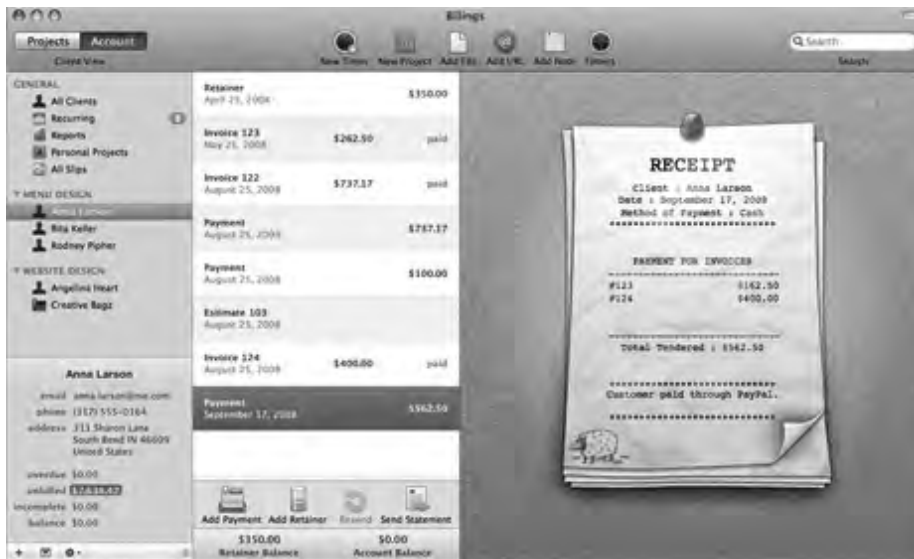 Billings
Projects Account
Client View
New Timer New Project Add File Add URL Add Note Timers
Search
Search
GENERAL
All Clients
Recurring
Reports
Personal Projects
All Slips
MENU DESIGN
Anna Larson
Rita Keller
Rodney Pipher
WEBSITE DESIGN
Angelina Heart
Creative Bagz
Anna Larson
email anna.larson@me.com
phone (317) 555-0164
address 313 Sharon Lane
South Bend IN 46609
United States
overdue $0.00
unbilled
incomplete $0.00
balance $0.00
Retainer
April 25, 2008 $350.00
Invoice 123
May 25, 2008 $262.50 paid
Invoice 122
August 25, 2008 $737.17 paid
Payment
August 25, 2008 $737.17
Payment
August 25, 2008 $100.00
Estimate 103
August 25, 2008
Invoice 124
August 25, 2008 $400.00 paid
Payment
September 17, 2008 $562.50
Add Payment Add Retainer Resend Send Statement
$350.00 $0.00
Retainer Balance Account Balance
RECEIPT
Client : Anna Larson
Date : September 17, 2008
Method of Payment : Cash
PAYMENT FOR INVOICES
#123 $162.50
#124 $400.00
Total Tendered : $562.50
Customer paid through PayPal.